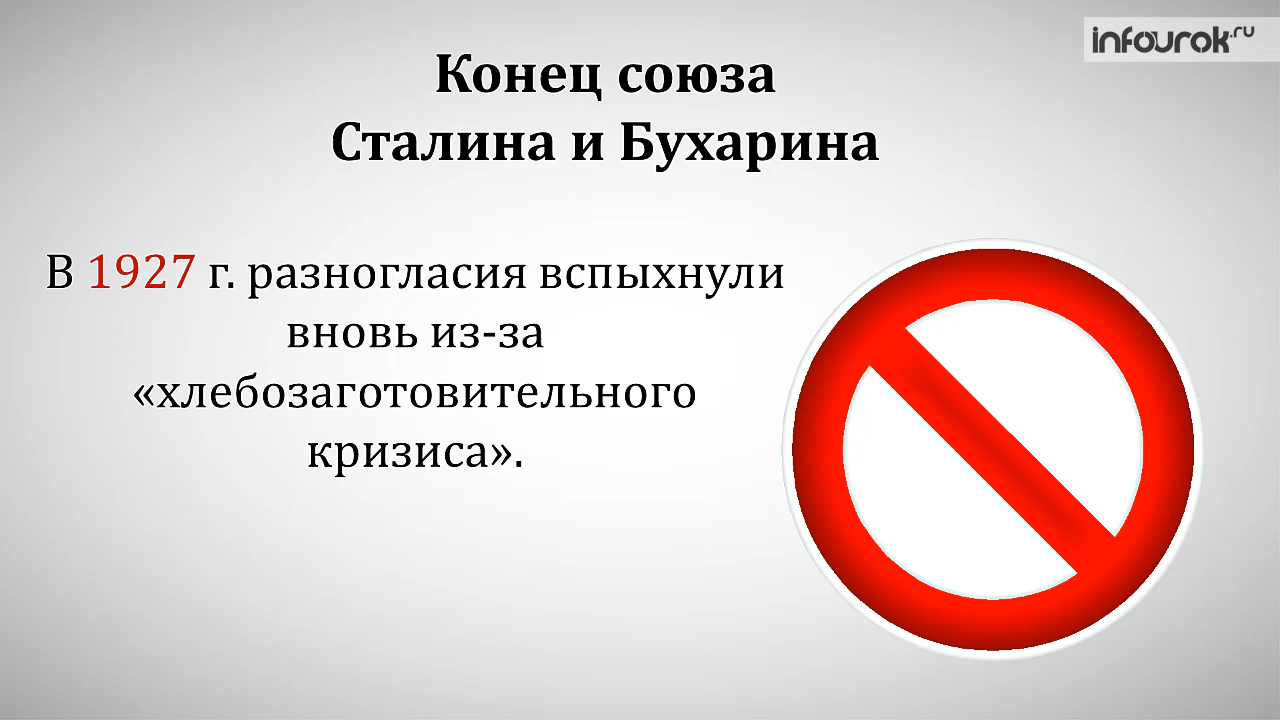 infourok.ru
Конец союза
Сталина и Бухарина
В 1927 г. разногласия вспыхнули
вновь из-за
«хлебозаготовительного
кризиса».